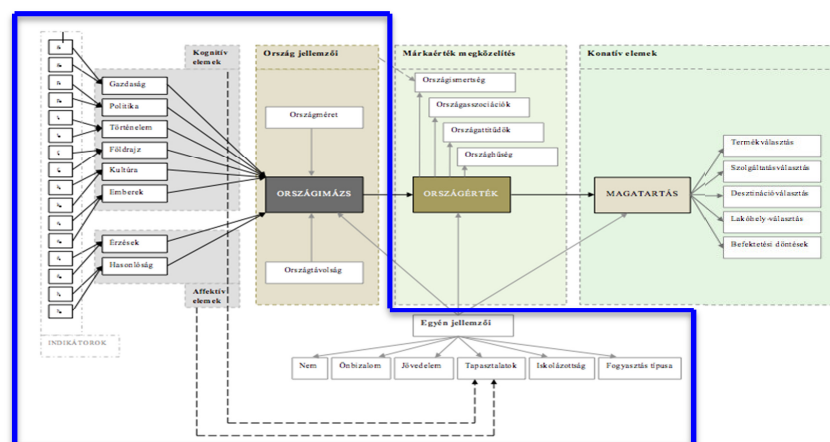 Kognitív
elemek
Ország jellemzői
Márkaérték megközelítés
Konatív elemek
Gazdaság
Politika
Történelem
Földrajz
Kultúra
Emberek
Érzések
Hasonlóság
Affektív
elemek
INDIKÁTOROK
Országméret
ORSZÁGIMÁZS
Országtávolság
Országismertség
Országasszociációk
Országattitűdök
Országhűség
ORSZÁGÉRTÉK
MAGATARTÁS
Termékválasztás
Szolgáltatásválasztás
Desztinációválasztás
Lakóhely-választás
Befektetési döntések
Egyén jellemzői
Nem
Önbizalom
Jövedelem
Tapasztalatok
Iskolázottság
Fogyasztás típusa